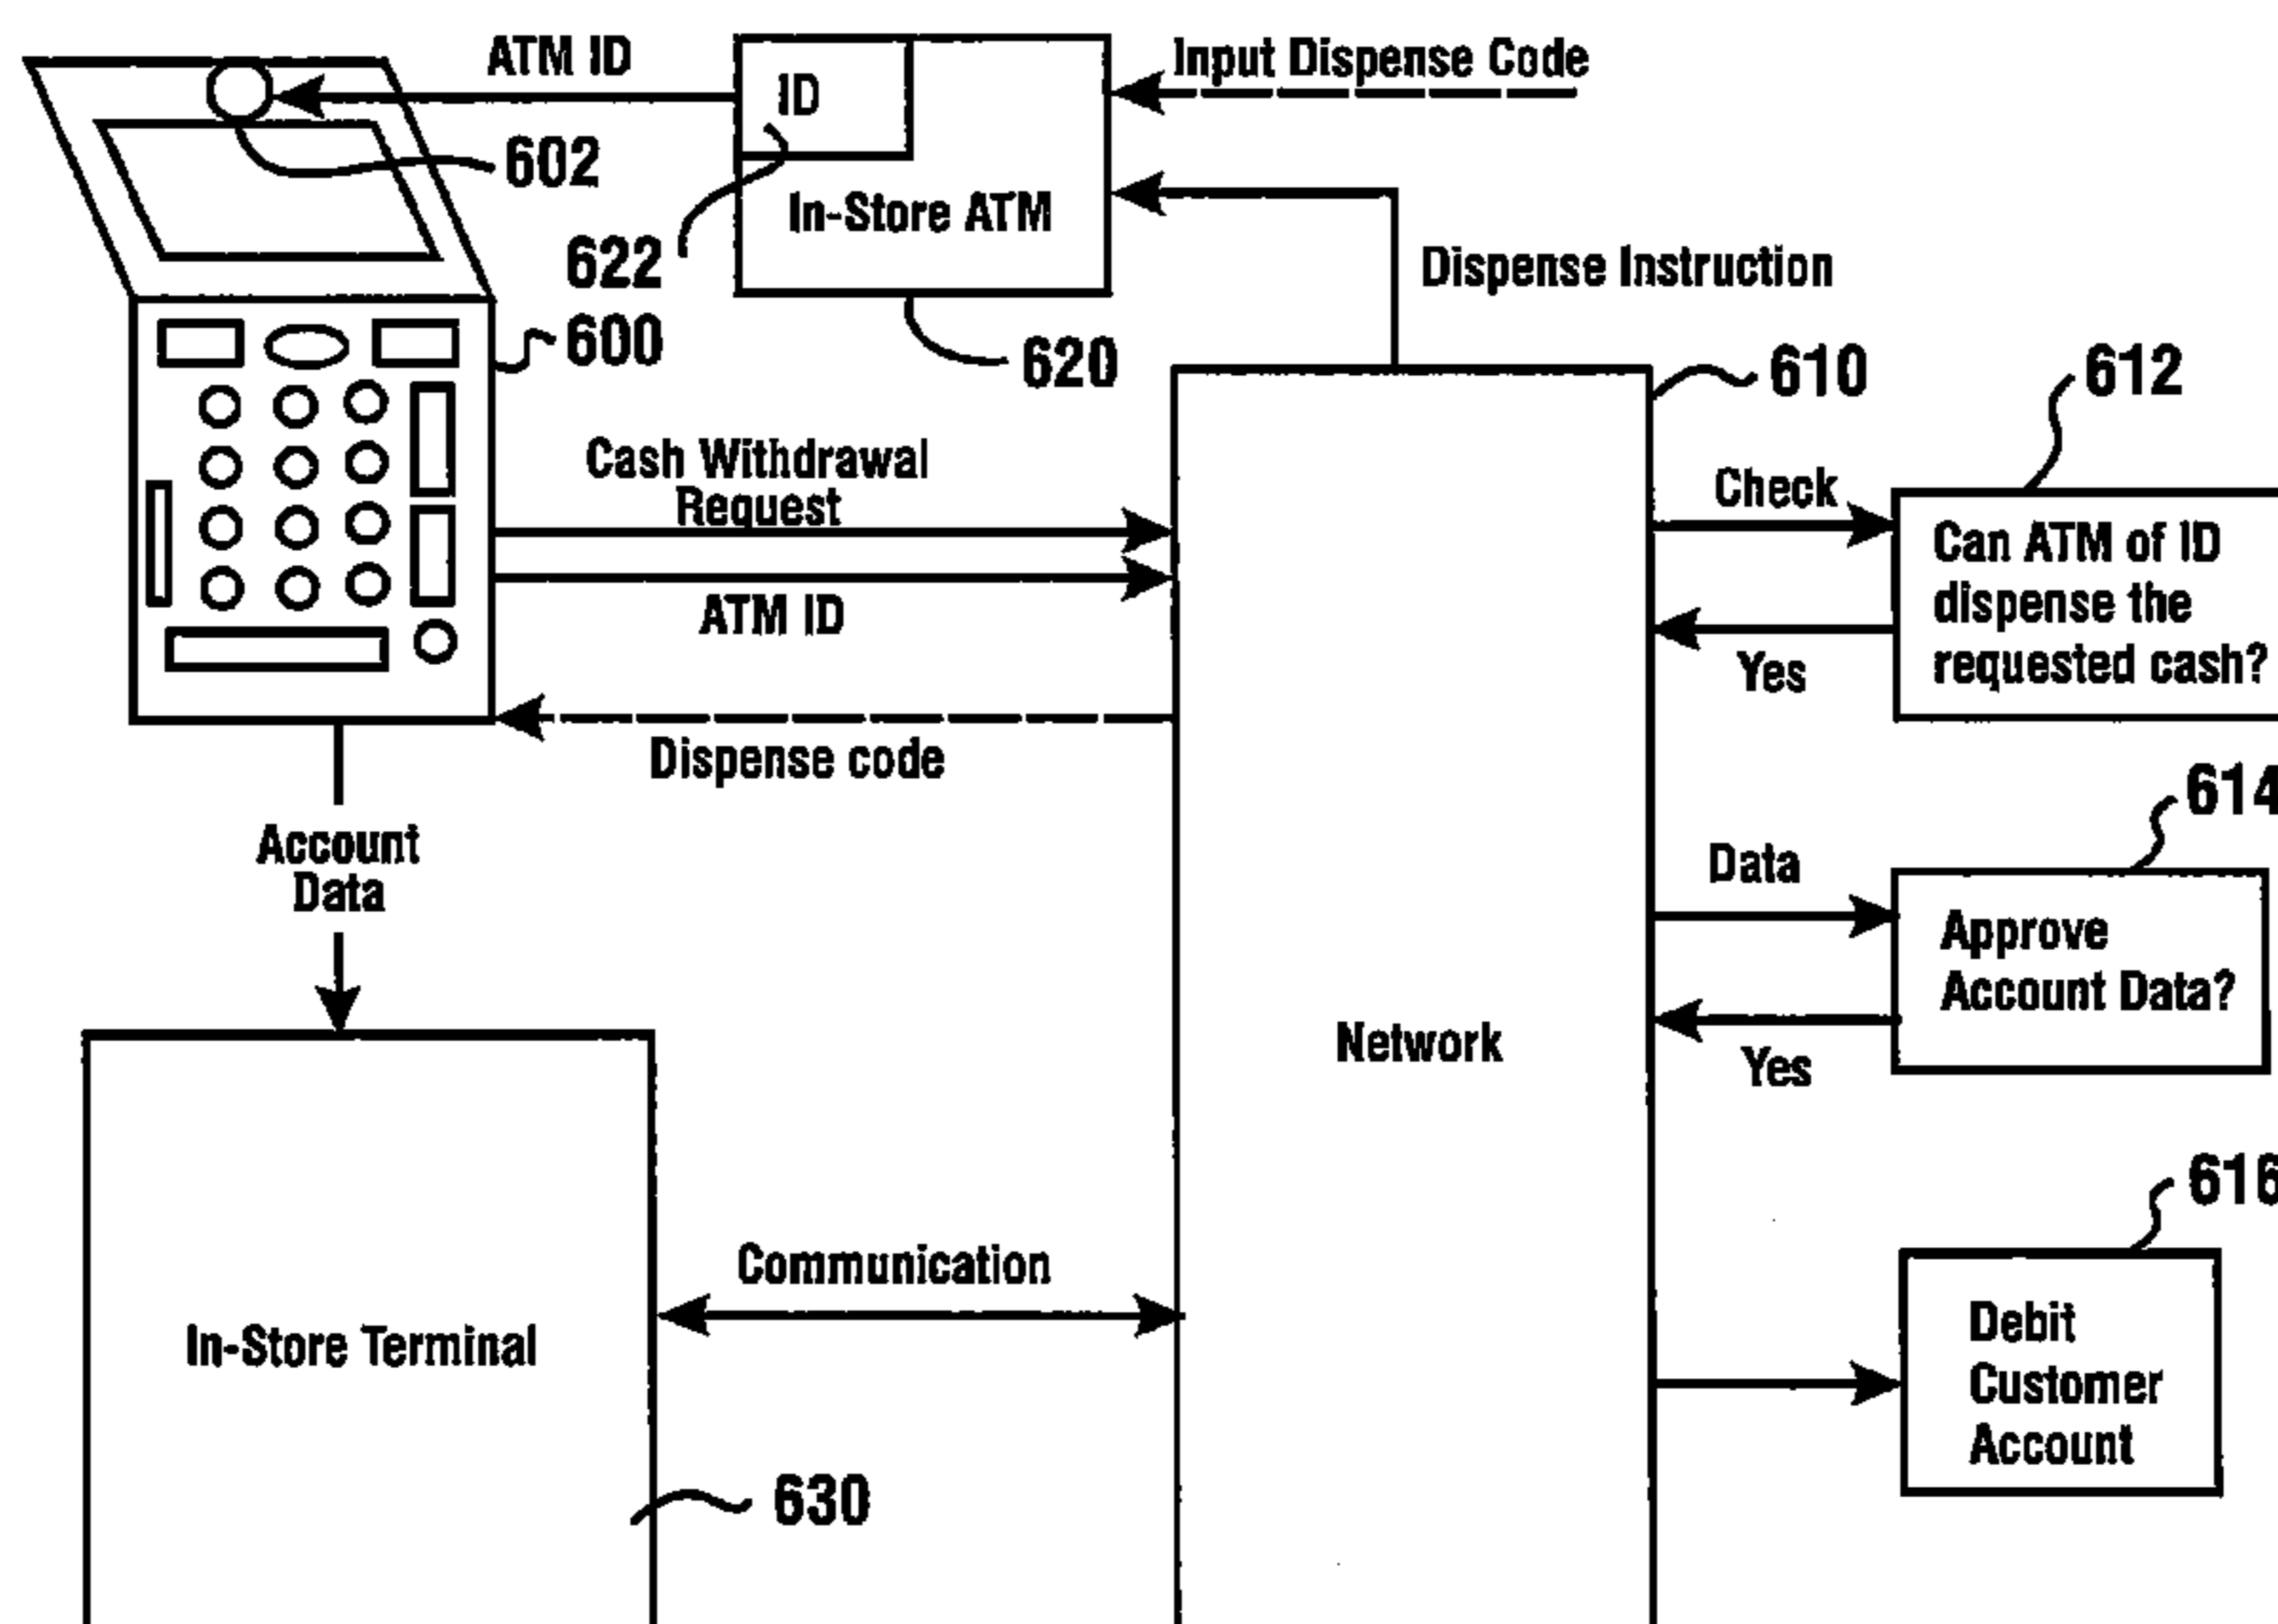 ATM ID
ID
Input Dispense Code
602
622
In-Store ATM
Dispense Instruction
600
620
610
612
Cash Withdrawal
Request
ATM ID
Check
Can ATM of ID
dispense the
requested cash?
Yes
Dispense code
614
Account
Data
Data
Approve
Account Data?
Yes
Network
616
Communication
In-Store Terminal
Debit
Customer
Account
630